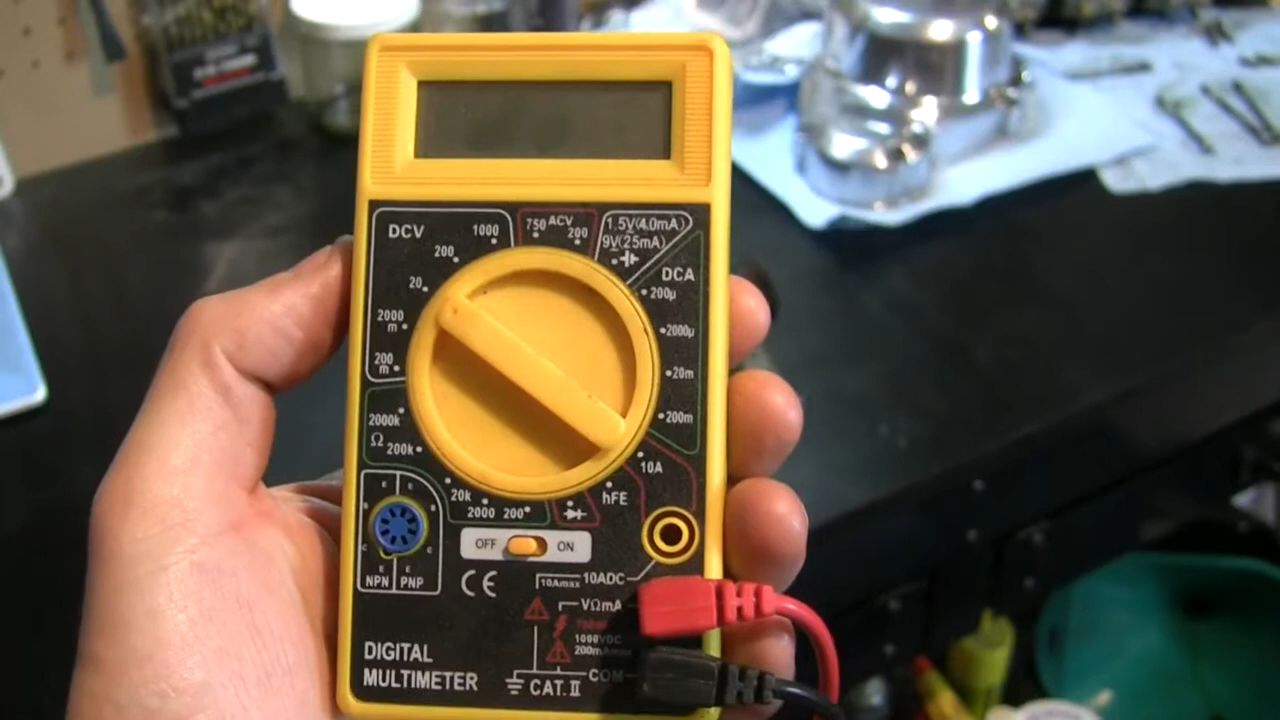 DCV
1000
200
20
2000
m
200
m
750 ACV
200
1.5V(4.0mA)
9V(25mA)
DCA
200µ
2000µ
20m
200m
10A
hFE
2000k
Ω
200k
20k
2000
200
E
E
B
C
C
E
E
NPN
PNP
OFF
ON
CE
10Amax
10ADC
VΩmA
1000VDC
200mAmax
COM
CAT. II
DIGITAL
MULTIMETER